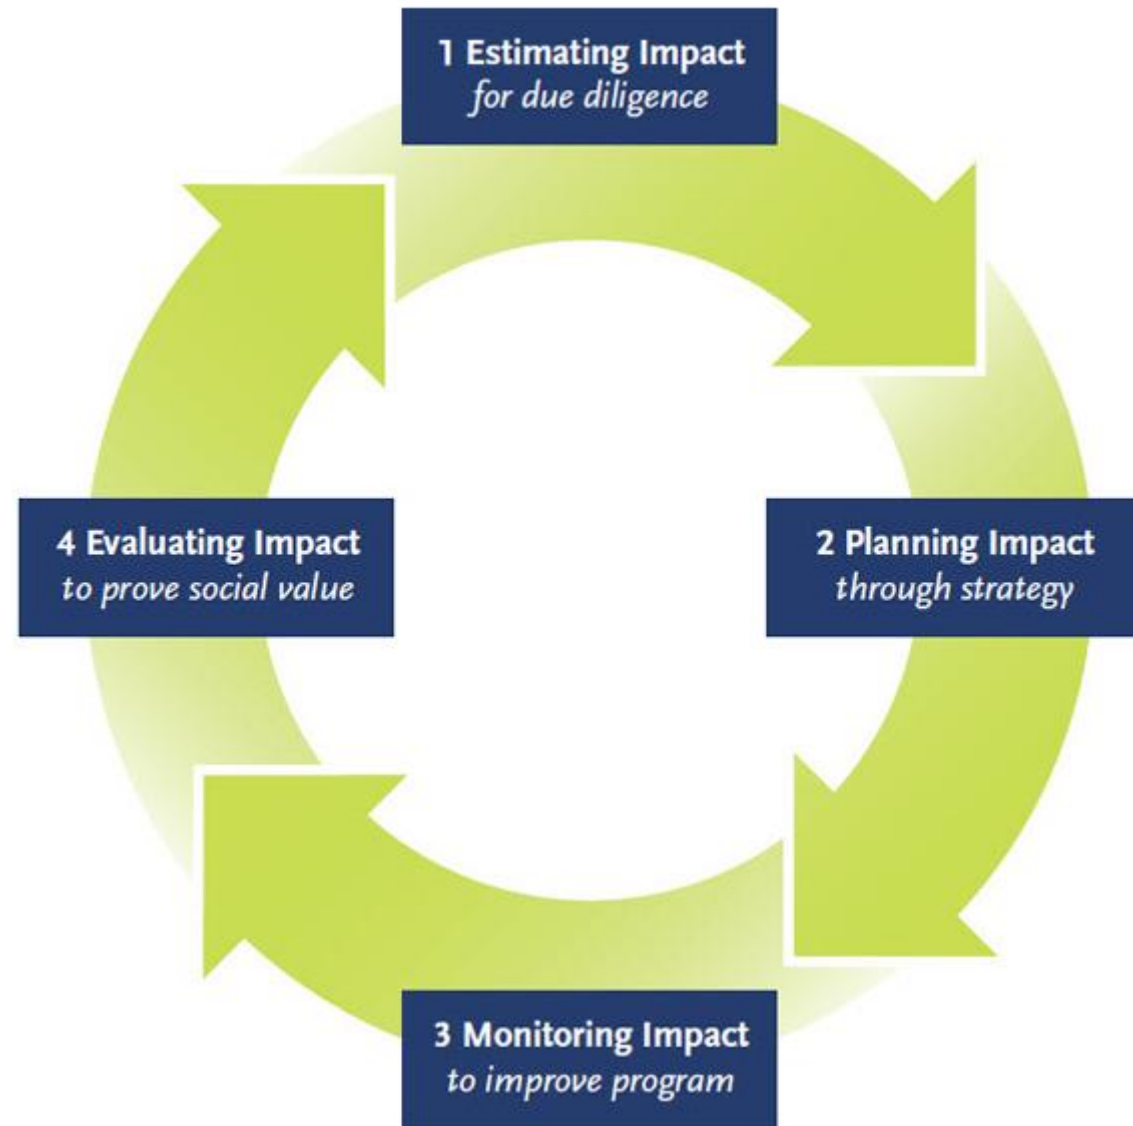 1 Estimating Impact
for due diligence
2 Planning Impact
through strategy
3 Monitoring Impact
to improve program
4 Evaluating Impact
to prove social value